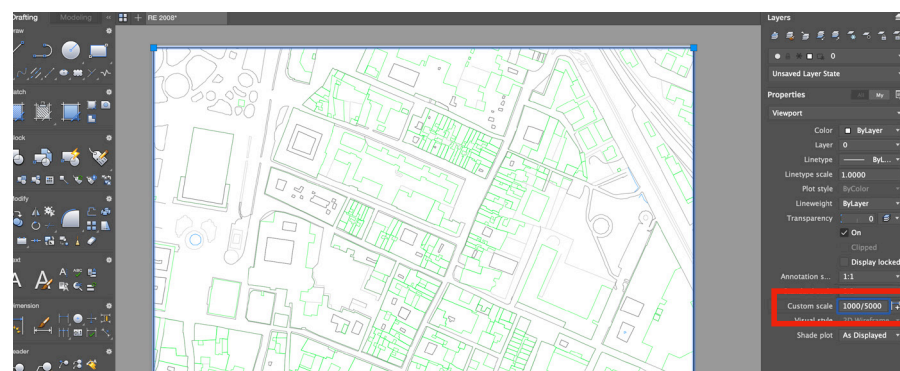 Drafting Modeling
RE 2008*
Layers
0
Unsaved Layer State
Properties
My
Viewport
Color ByLayer
Layer 0
Linetype ByL...
Linetype scale 1.0000
Plot style ByColor
Lineweight ByLayer
Transparency 0
On
Clipped
Display locked
Annotation s... 1:1
Custom scale 1000/5000
Visual style 2D Wireframe
Shade plot As Displayed
raw
atch
lock
odify
ext
A A A ABC
imension
eader